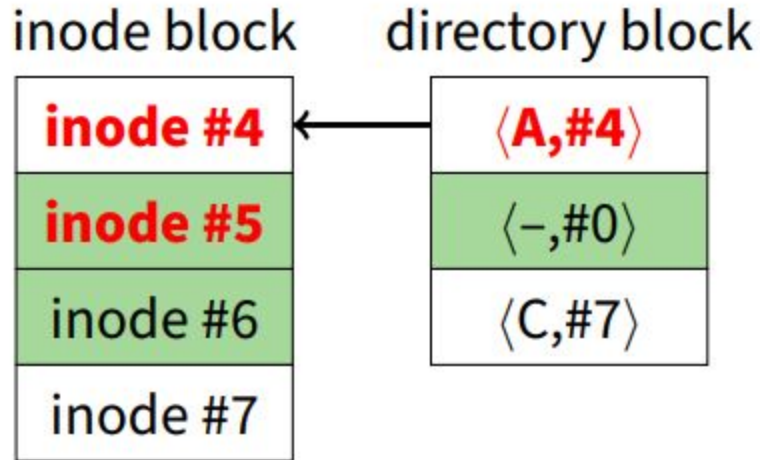 inode block
inode #4
inode #5
inode #6
inode #7
directory block
⟨A,#4⟩
⟨–,#0⟩
⟨C,#7⟩